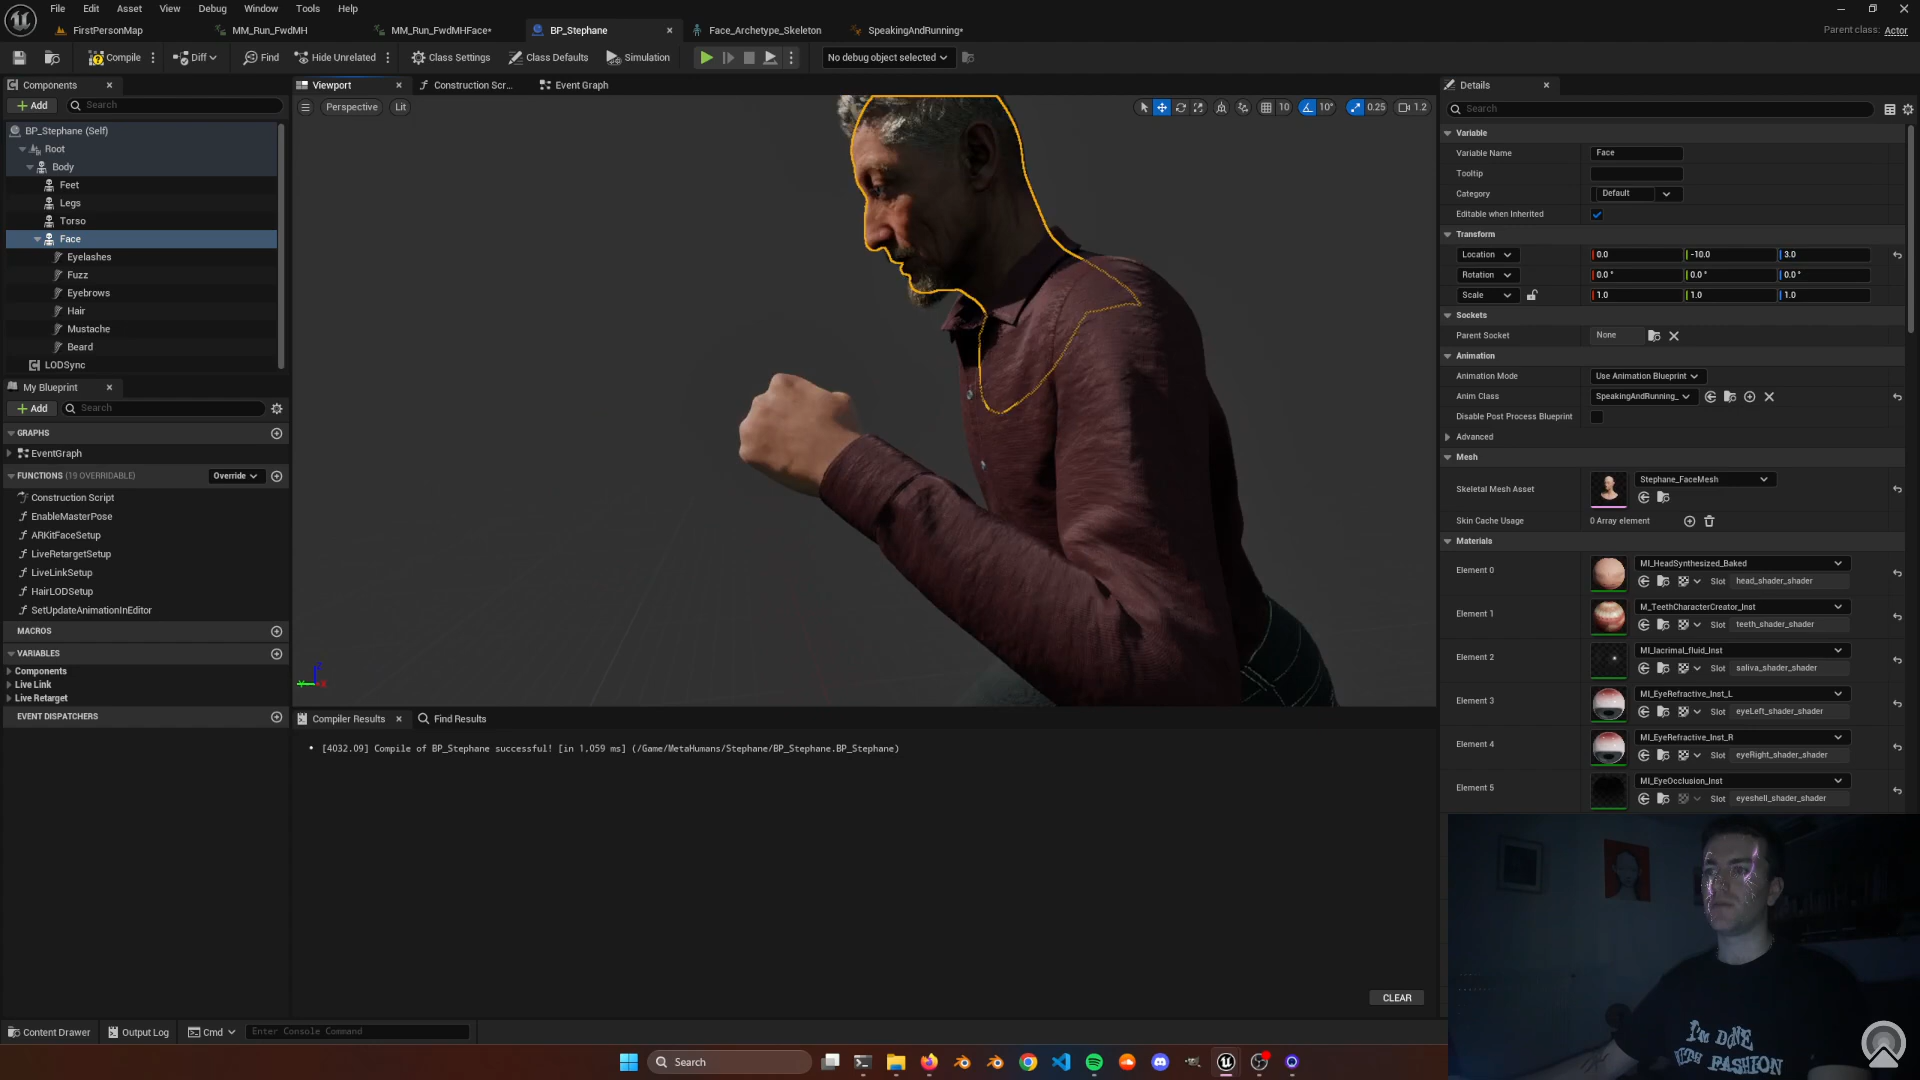 File Edit Asset View Debug Window Tools Help
FirstPersonMap MM_Run_FwdMH MM_Run_FwdMHFace* BP_Stephane Face_Archetype_Skeleton SpeakingAndRunning* Parent class: Actor
Compile Diff Find Hide Unrelated Class Settings Class Defaults Simulation No debug object selected
Components
Add Search
BP_Stephane (Self)
Root
Body
Feet
Legs
Torso
Face
Eyelashes
Fuzz
Eyebrows
Hair
Mustache
Beard
LODSync
My Blueprint
Add Search
GRAPHS
EventGraph
FUNCTIONS (19 OVERRIDABLE) Override
Construction Script
EnableMasterPose
ARKitFaceSetup
LiveRetargetSetup
LiveLinkSetup
HairLODSetup
SetUpdateAnimationInEditor
MACROS
VARIABLES
Components
Live Link
Live Retarget
EVENT DISPATCHERS
Viewport Construction Scr... Event Graph
Perspective Lit 10 10° 0.25 1.2
Compiler Results Find Results
[4032.09] Compile of BP_Stephane successful! [in 1,059 ms] (/Game/MetaHumans/Stephane/BP_Stephane.BP_Stephane)
CLEAR
Details
Search
Variable
Variable Name Face
Tooltip
Category Default
Editable when Inherited
Transform
Location 0.0 -10.0 3.0
Rotation 0.0° 0.0° 0.0°
Scale 1.0 1.0 1.0
Sockets
Parent Socket None
Animation
Animation Mode Use Animation Blueprint
Anim Class SpeakingAndRunning_
Disable Post Process Blueprint
Advanced
Mesh
Skeletal Mesh Asset Stephane_FaceMesh
Skin Cache Usage 0 Array element
Materials
Element 0 MI_HeadSynthesized_Baked
Slot head_shader_shader
Element 1 M_TeethCharacterCreator_Inst
Slot teeth_shader_shader
Element 2 MI_lacrimal_fluid_Inst
Slot saliva_shader_shader
Element 3 MI_EyeRefractive_Inst_L
Slot eyeLeft_shader_shader
Element 4 MI_EyeRefractive_Inst_R
Slot eyeRight_shader_shader
Element 5 MI_EyeOcclusion_Inst
Slot eyeshell_shader_shader
I'M DONE
WITH FASHION
Content Drawer Output Log Cmd Enter Console Command
Search